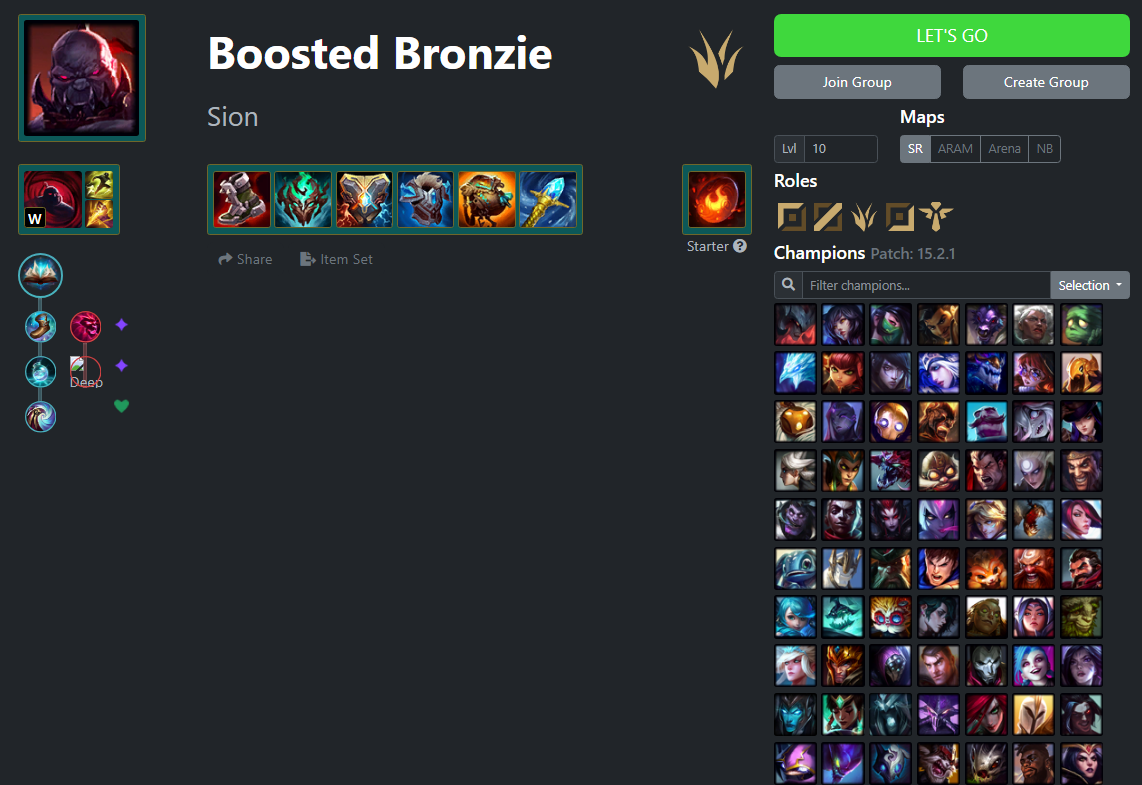 Boosted Bronzie
Sion
W
Starter
Share
Item Set
Deep
LET'S GO
Join Group
Create Group
Maps
Lvl 10
SR ARAM Arena NB
Roles
Champions Patch: 15.2.1
Filter champions...
Selection